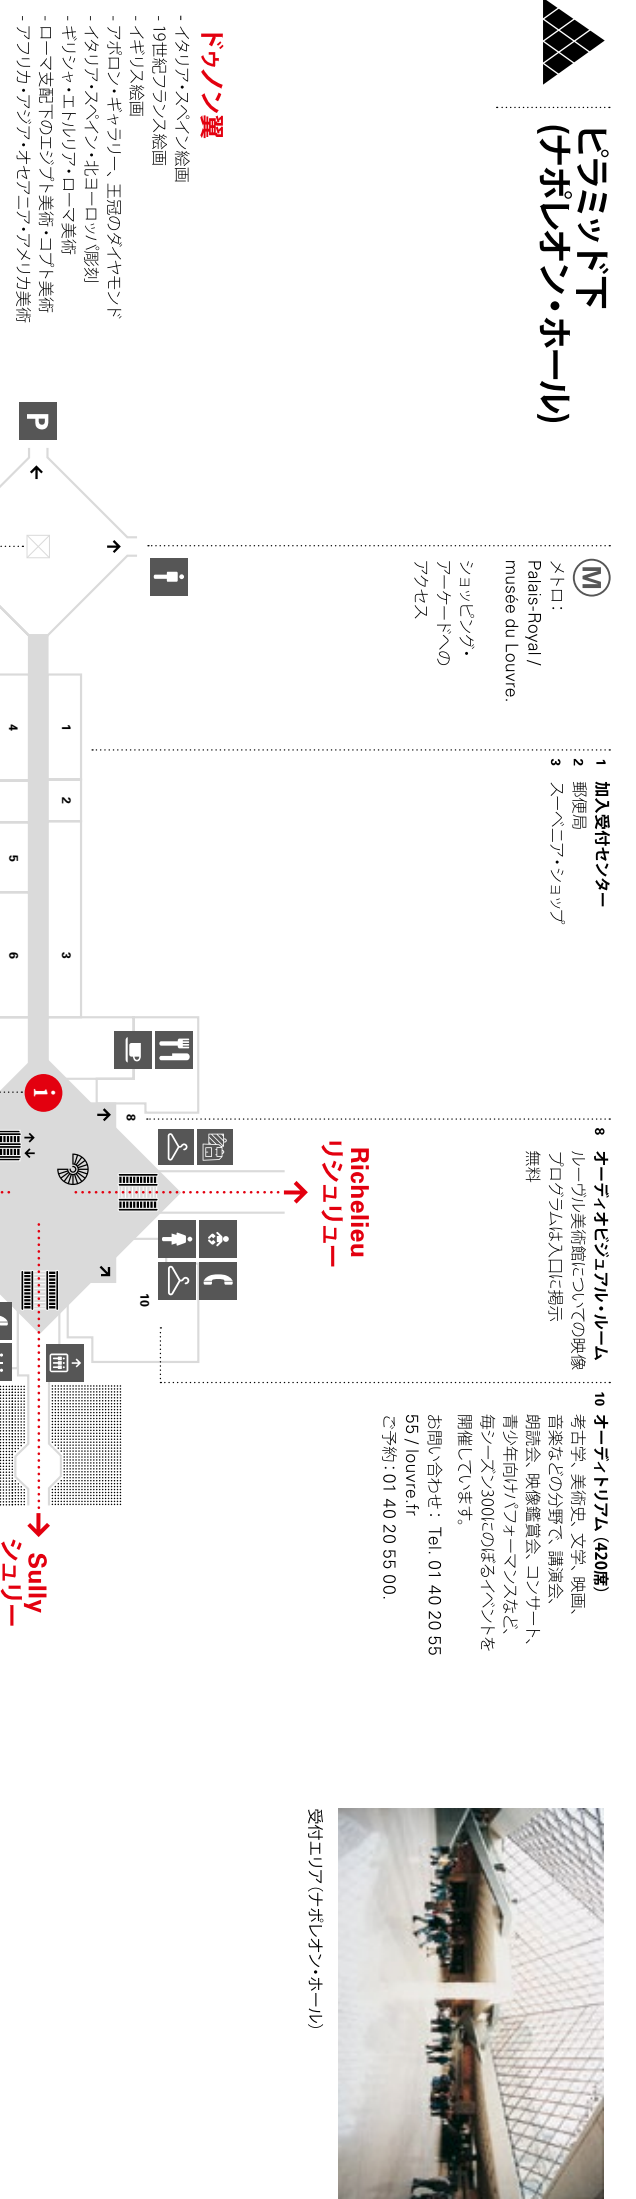 ピラミッド下
(ナポレオン・ホール)
ドゥノン翼
- イタリア・スペイン絵画
- 19世紀フランス絵画
- イギリス絵画
- アポロン・ギャラリー、王冠のダイヤモンド
- イタリア・スペイン・北ヨーロッパ彫刻
- ギリシャ・エトルリア・ローマ美術
- ローマ支配下のエジプト美術・コプト美術
- アフリカ・アジア・オセアニア・アメリカ美術
P
M
メトロ：
Palais-Royal /
musée du Louvre.
ショッピング・
アーケードへの
アクセス
1 加入受付センター
2 郵便局
3 スーベニア・ショップ
1
2
3
4
5
6
i
8
Richelieu
リシュリュー
10
8 オーディオビジュアル・ルーム
ルーヴル美術館についての映像
プログラムは入口に掲示
無料
10 オーディトリアム (420席)
考古学、美術史、文学、映画、
音楽などの分野で、講演会、
朗読会、映像鑑賞会、コンサート、
青少年向けパフォーマンスなど、
毎シーズン300にのぼるイベントを
開催しています。
お問い合わせ： Tel. 01 40 20 55
55 / louvre.fr
ご予約：01 40 20 55 00.
Sully
シュリー
受付エリア（ナポレオン・ホール）